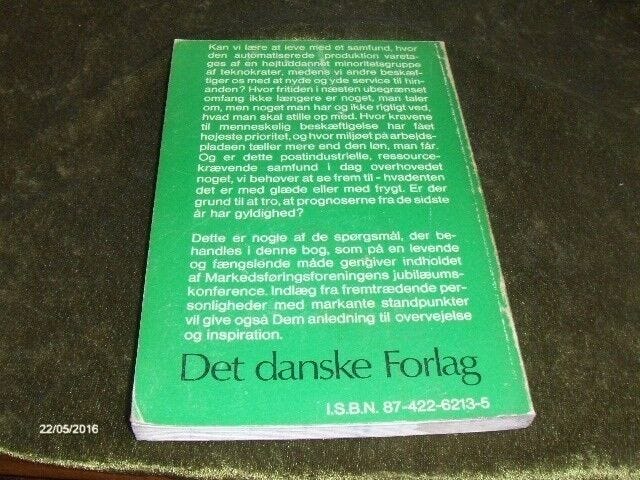 Kan vi lære at leve med et samfund, hvor
den automatiserede produktion vareta-
ges af en højtuddannet minoritetsgruppe
af teknokrater, medens vi andre beskæf-
tiger os med at nyde og yde service til hin-
anden? Hvor fritiden i næsten ubegrænset
omfang ikke længere er noget, man taler
om, men noget man har og ikke rigtigt ved,
hvad man skal stille op med. Hvor kravene
til menneskelig beskæftigelse har fået
højeste prioritet, og hvor miljøet på arbejds-
pladsen tæller mere end den løn, man får.
Og er dette postindustrielle, ressource-
krævende samfund i dag overhovedet
noget, vi behøver at se frem til - hvadenten
det er med glæde eller med frygt. Er der
grund til at tro, at prognoserne fra de sidste
år har gyldighed?
Dette er nogle af de spørgsmål, der be-
handles i denne bog, som på en levende
og fængslende måde gengiver indholdet
af Markedsføringsforeningens jubilæums-
konference. Indlæg fra fremtrædende per-
sonligheder med markante standpunkter
vil give også Dem anledning til overvejelse
og inspiration.
Det danske Forlag
I.S.B.N. 87-422-6213-5
22/05/2016